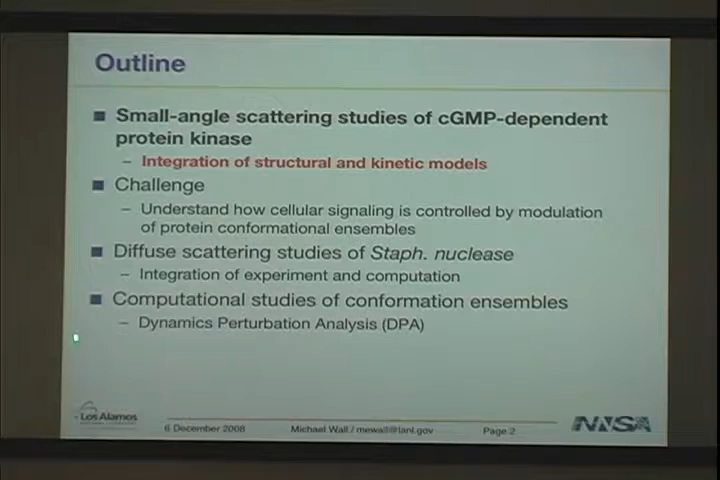 Outline
Small-angle scattering studies of cGMP-dependent
protein kinase
– Integration of structural and kinetic models
Challenge
– Understand how cellular signaling is controlled by modulation
of protein conformational ensembles
Diffuse scattering studies of Staph. nuclease
– Integration of experiment and computation
Computational studies of conformation ensembles
– Dynamics Perturbation Analysis (DPA)
Los Alamos
6 December 2008
Michael Wall / mewall@lanl.gov
Page 2
NNSA